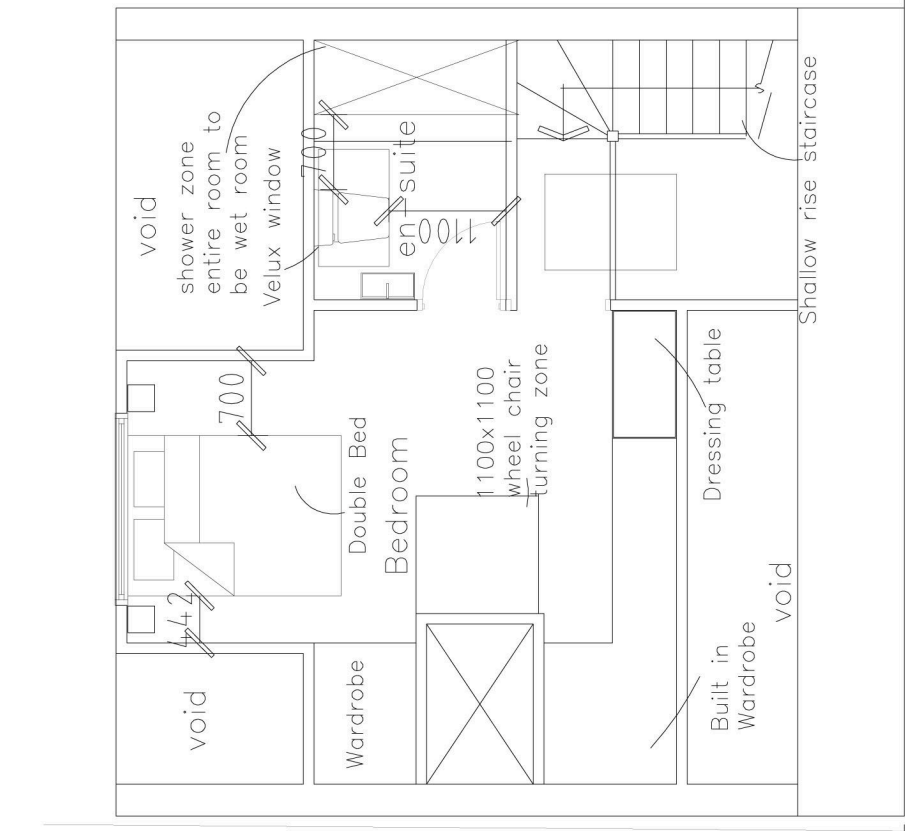 void
shower zone
entire room to
be wet room
Velux window
700
en-suite
1100
Shallow rise staircase
700
Double Bed
Bedroom
1100x1100
wheel chair
turning zone
Dressing table
442
void
Wardrobe
Built in
Wardrobe
void